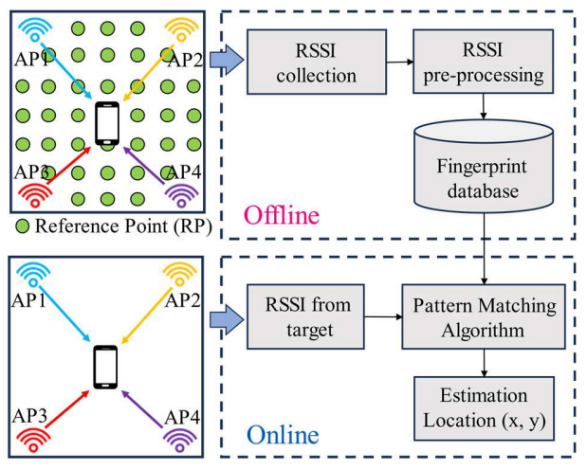 AP1
AP2
AP3
AP4
Reference Point (RP)
RSSI
collection
RSSI
pre-processing
Fingerprint
database
Offline
AP1
AP2
AP3
AP4
RSSI from
target
Pattern Matching
Algorithm
Estimation
Location (x, y)
Online